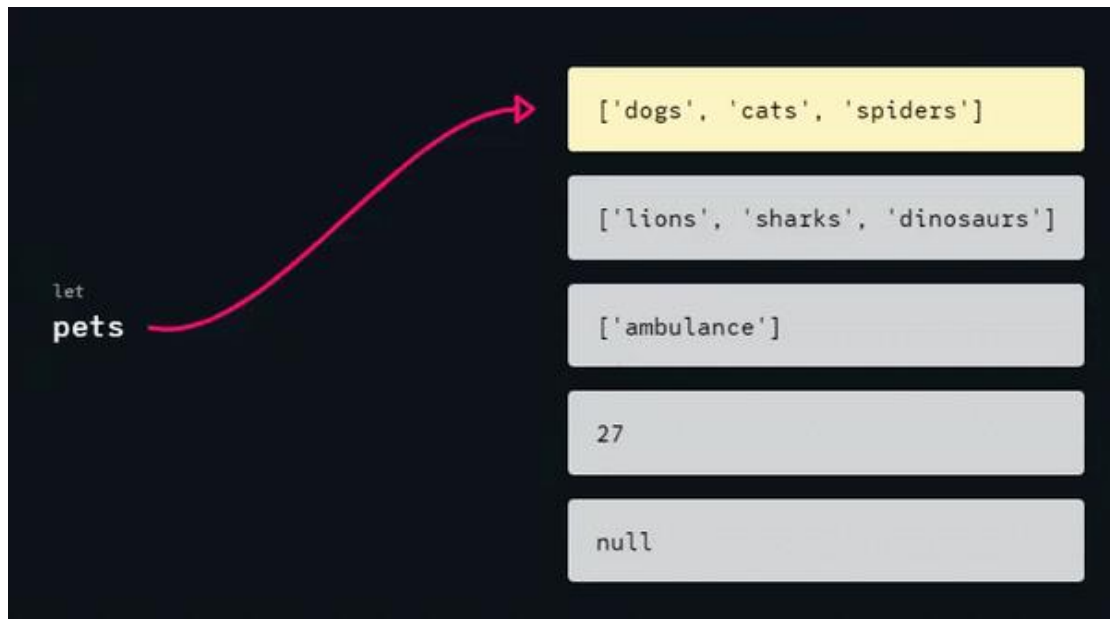 ['dogs', 'cats', 'spiders']
['lions', 'sharks', 'dinosaurs']
let
pets
['ambulance']
27
null